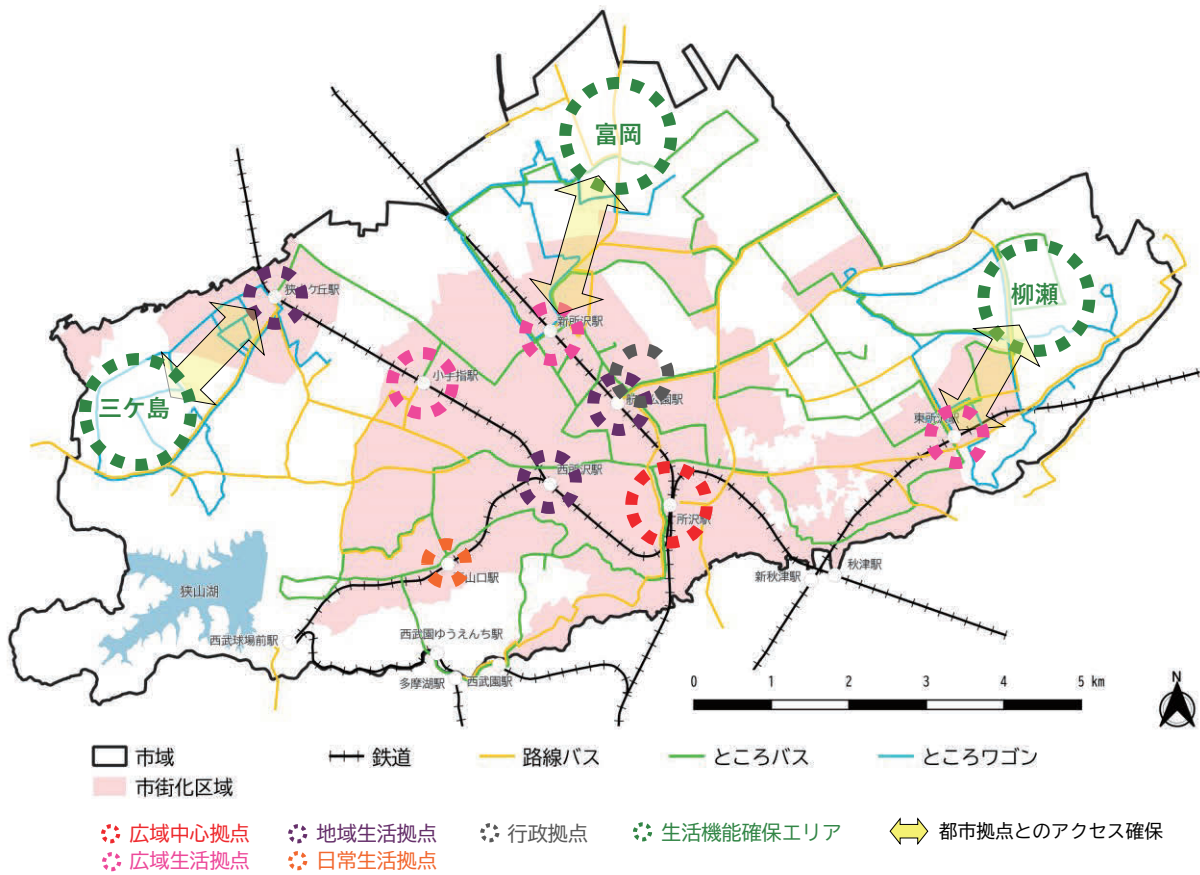 富岡
柳瀬
三ケ島
狭山ケ丘駅
新所沢駅
小手指駅
航空公園駅
東所沢駅
西所沢駅
所沢駅
下山口駅
新秋津駅
秋津駅
狭山湖
西武球場前駅
西武園ゆうえんち駅
多摩湖駅
西武園駅
0 1 2 3 4 5 km
N
市域
鉄道
路線バス
ところバス
ところワゴン
市街化区域
広域中心拠点
地域生活拠点
行政拠点
生活機能確保エリア
都市拠点とのアクセス確保
広域生活拠点
日常生活拠点